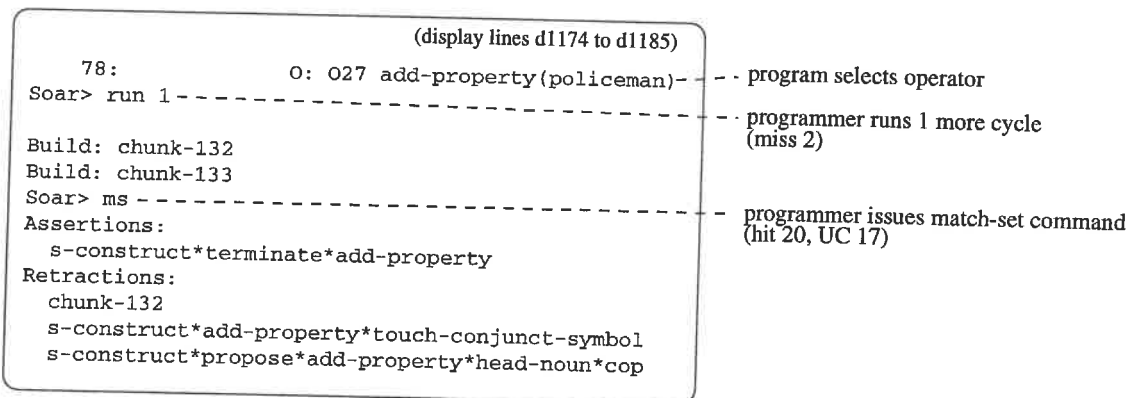 (display lines d1174 to d1185)
78: O: O27 add-property(policeman)
program selects operator
Soar> run 1
programmer runs 1 more cycle
(miss 2)
Build: chunk-132
Build: chunk-133
Soar> ms
programmer issues match-set command
(hit 20, UC 17)
Assertions:
s-construct*terminate*add-property
Retractions:
chunk-132
s-construct*add-property*touch-conjunct-symbol
s-construct*propose*add-property*head-noun*cop